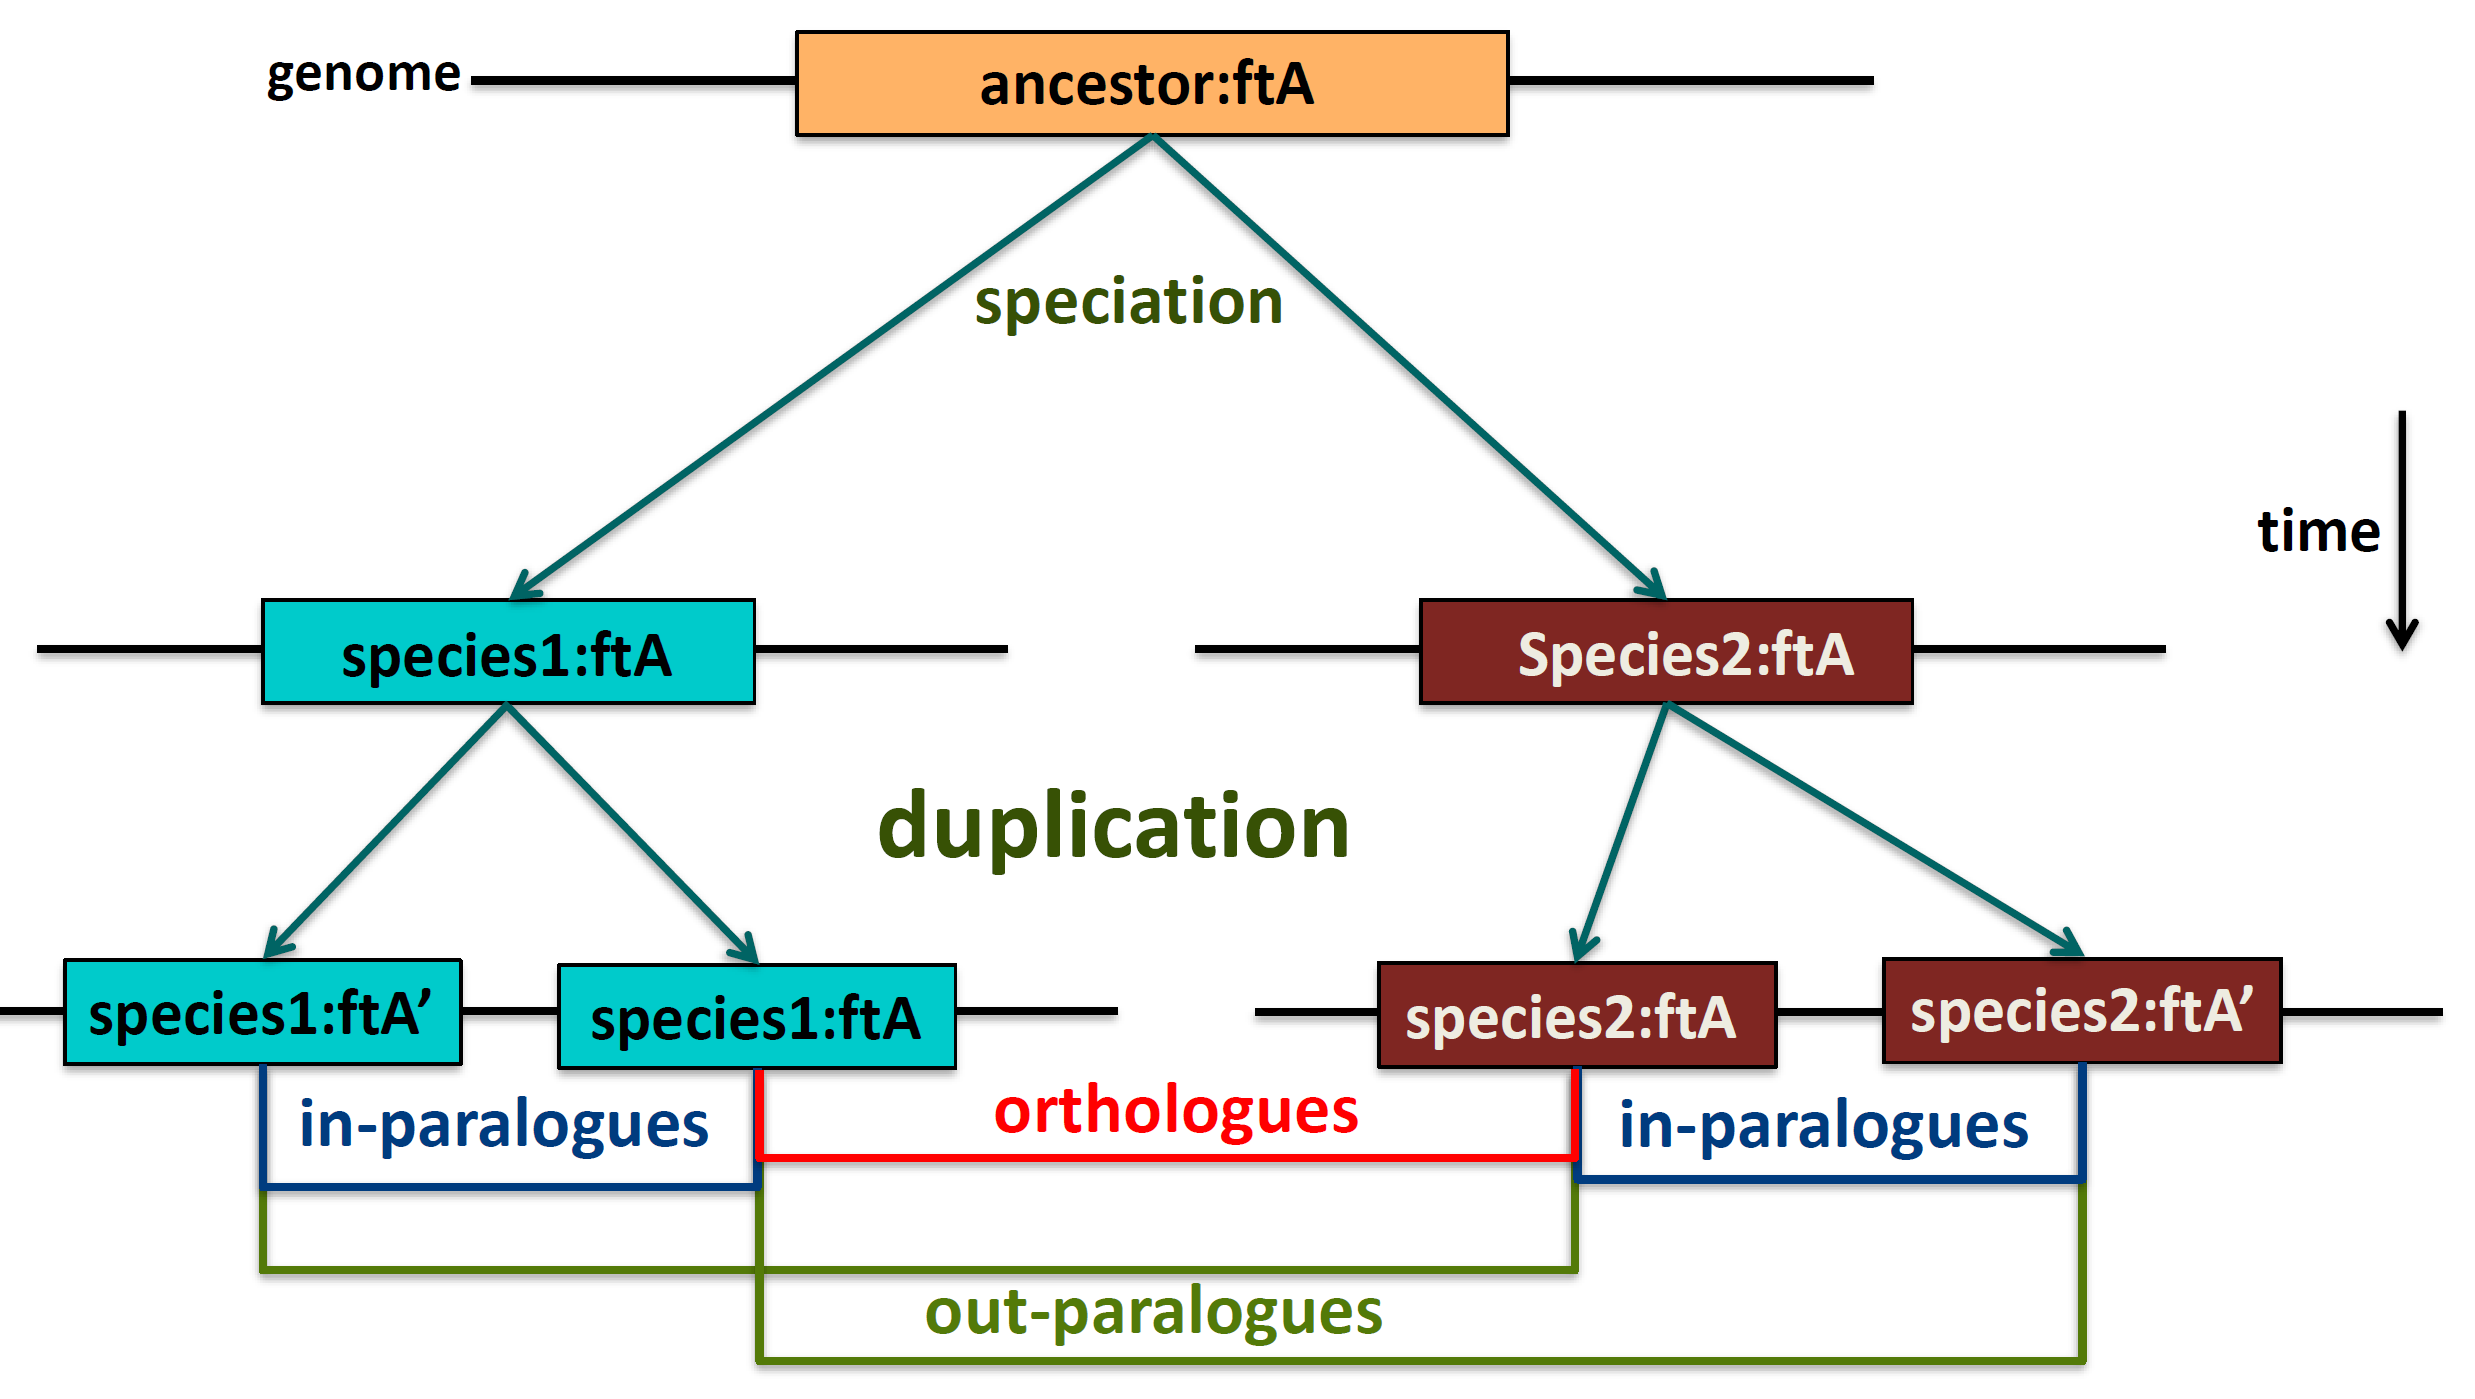 genome
ancestor:ftA
speciation
time
species1:ftA
Species2:ftA
duplication
species1:ftA’
species1:ftA
species2:ftA
species2:ftA’
in-paralogues
orthologues
in-paralogues
out-paralogues